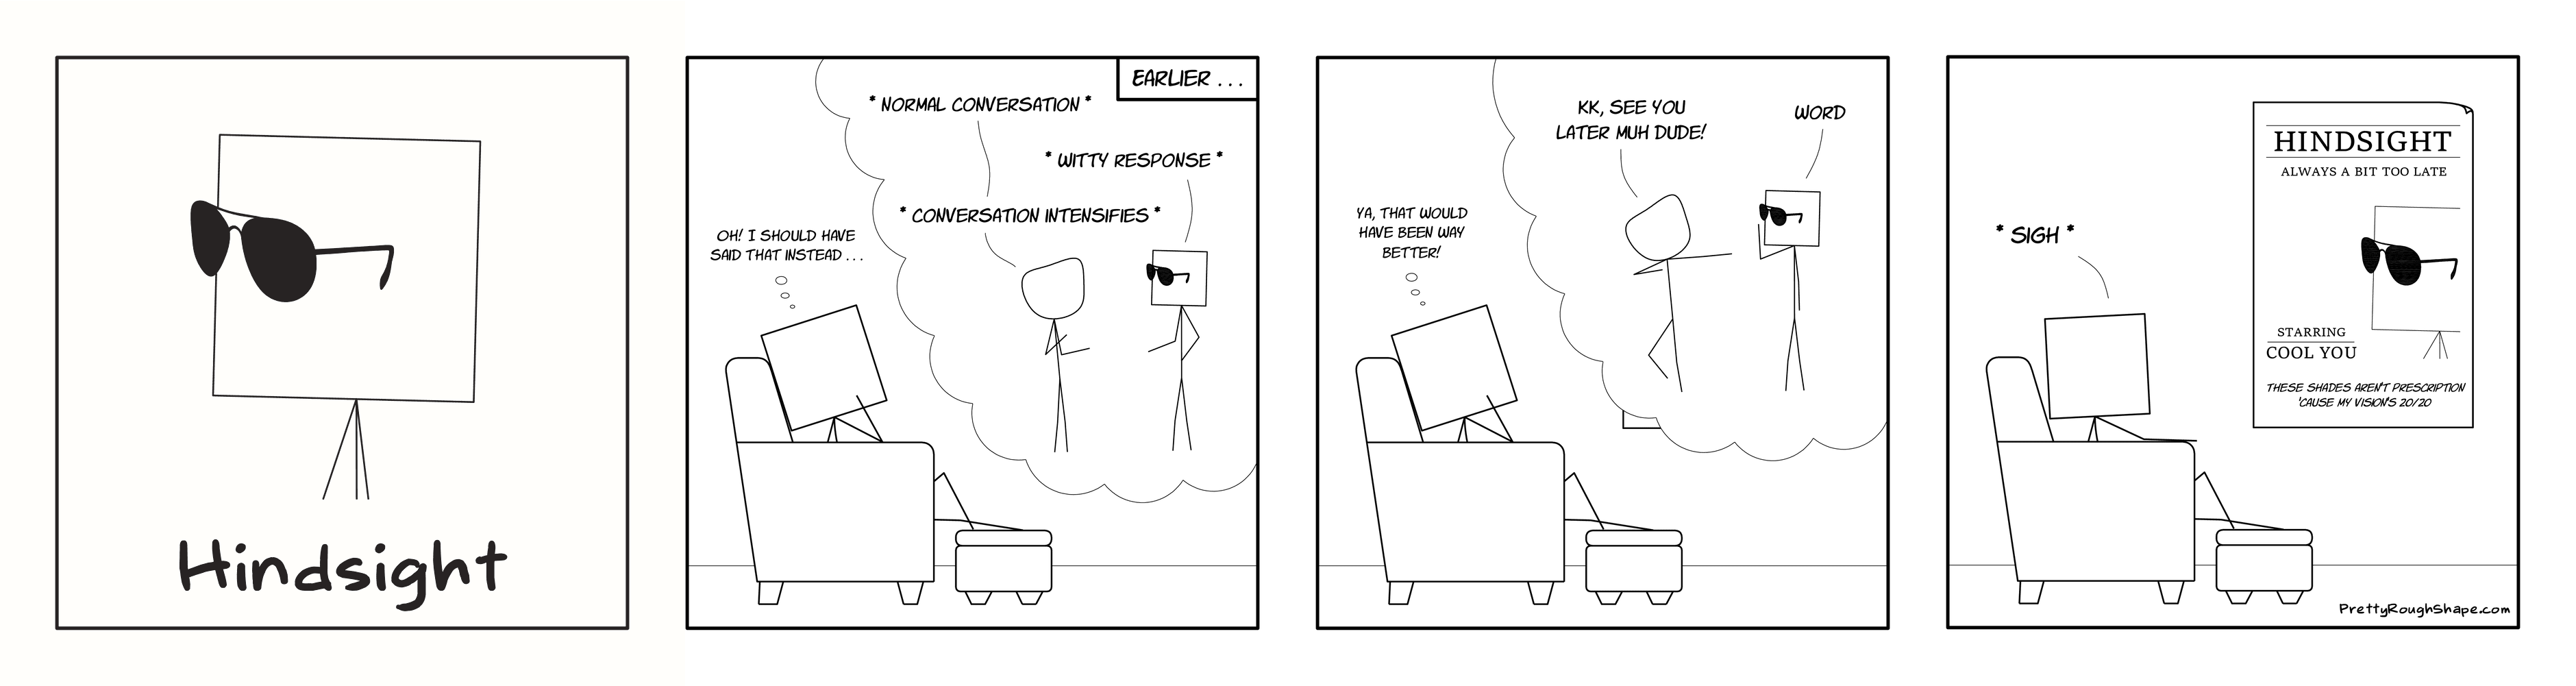 Hindsight
EARLIER . . .
* NORMAL CONVERSATION *
* WITTY RESPONSE *
* CONVERSATION INTENSIFIES *
OH! I SHOULD HAVE
SAID THAT INSTEAD . . .
KK, SEE YOU
LATER MUH DUDE!
WORD
YA, THAT WOULD
HAVE BEEN WAY
BETTER!
* SIGH *
HINDSIGHT
ALWAYS A BIT TOO LATE
STARRING
COOL YOU
THESE SHADES AREN'T PRESCRIPTION
'CAUSE MY VISION'S 20/20
PrettyRoughShape.com